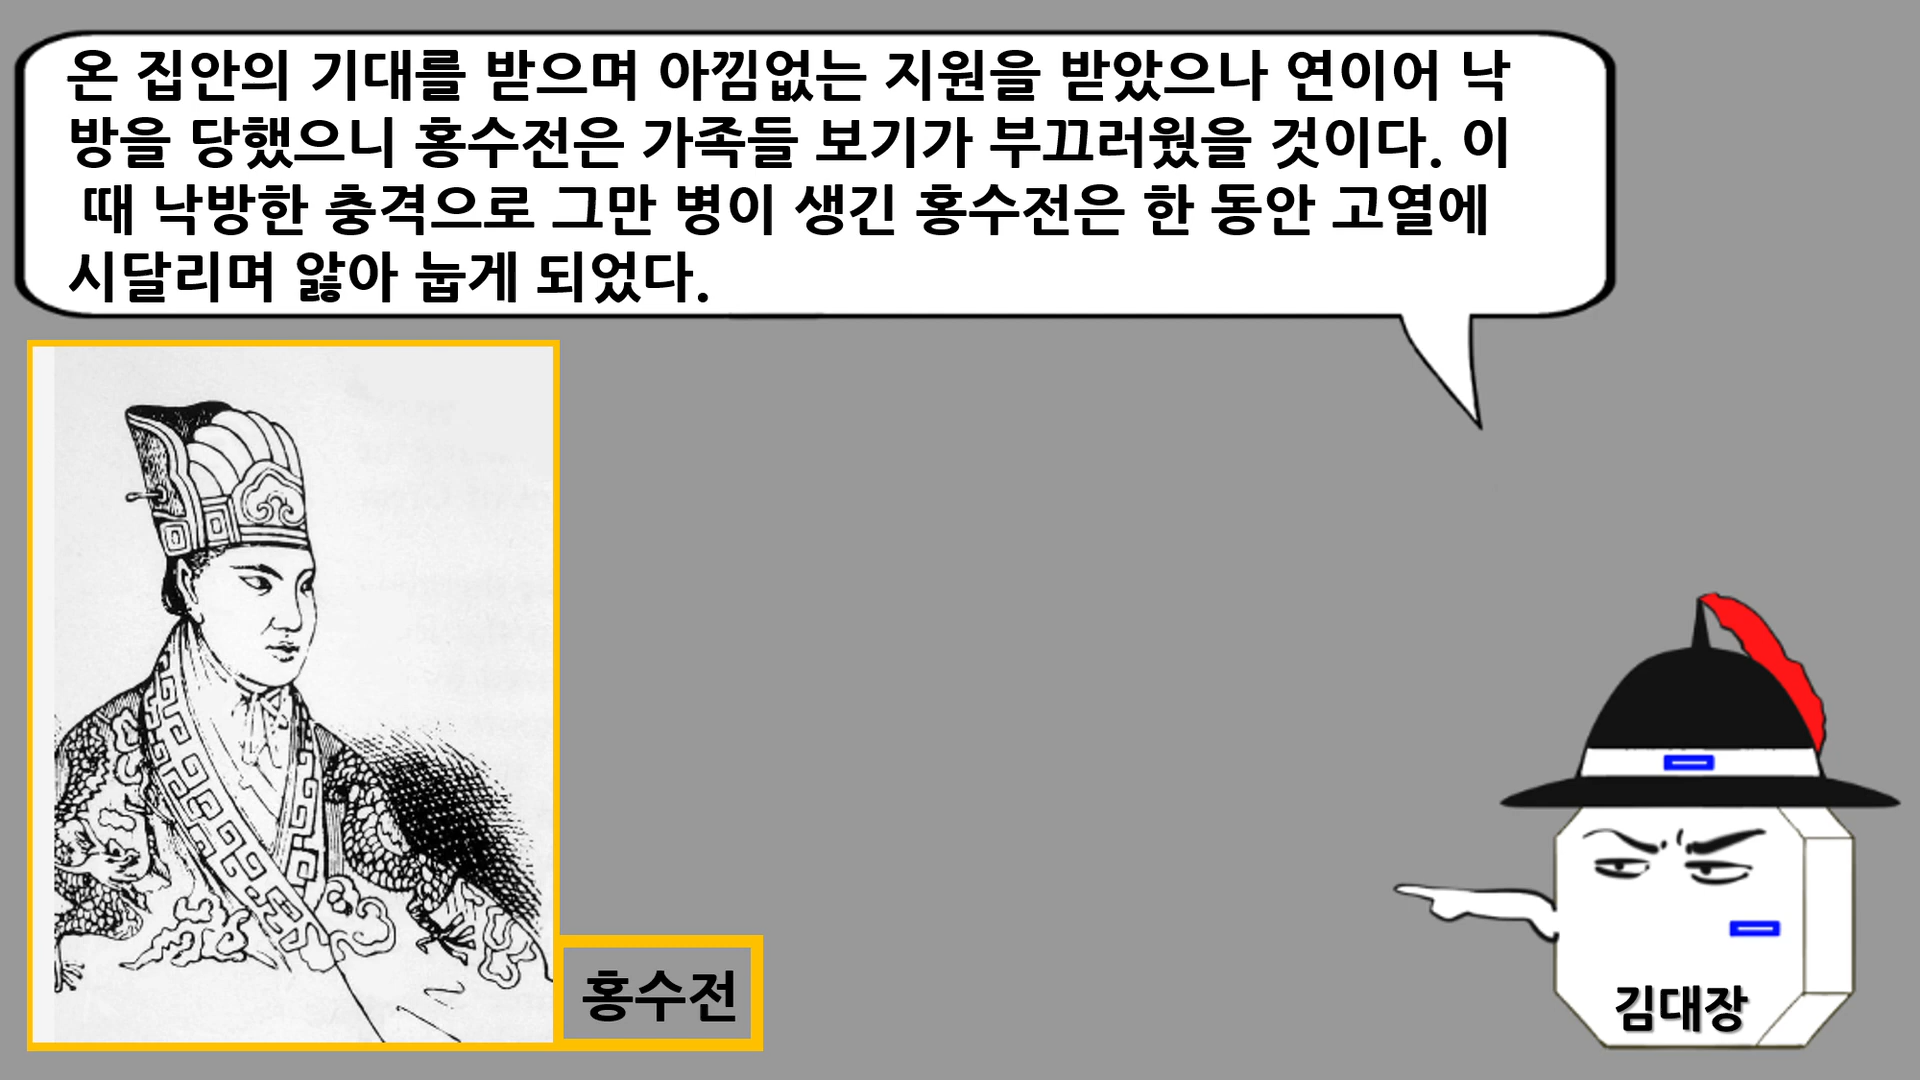 온 집안의 기대를 받으며 아낌없는 지원을 받았으나 연이어 낙
방을 당했으니 홍수전은 가족들 보기가 부끄러웠을 것이다. 이
때 낙방한 충격으로 그만 병이 생긴 홍수전은 한 동안 고열에
시달리며 앓아 눕게 되었다.
홍수전
김대장